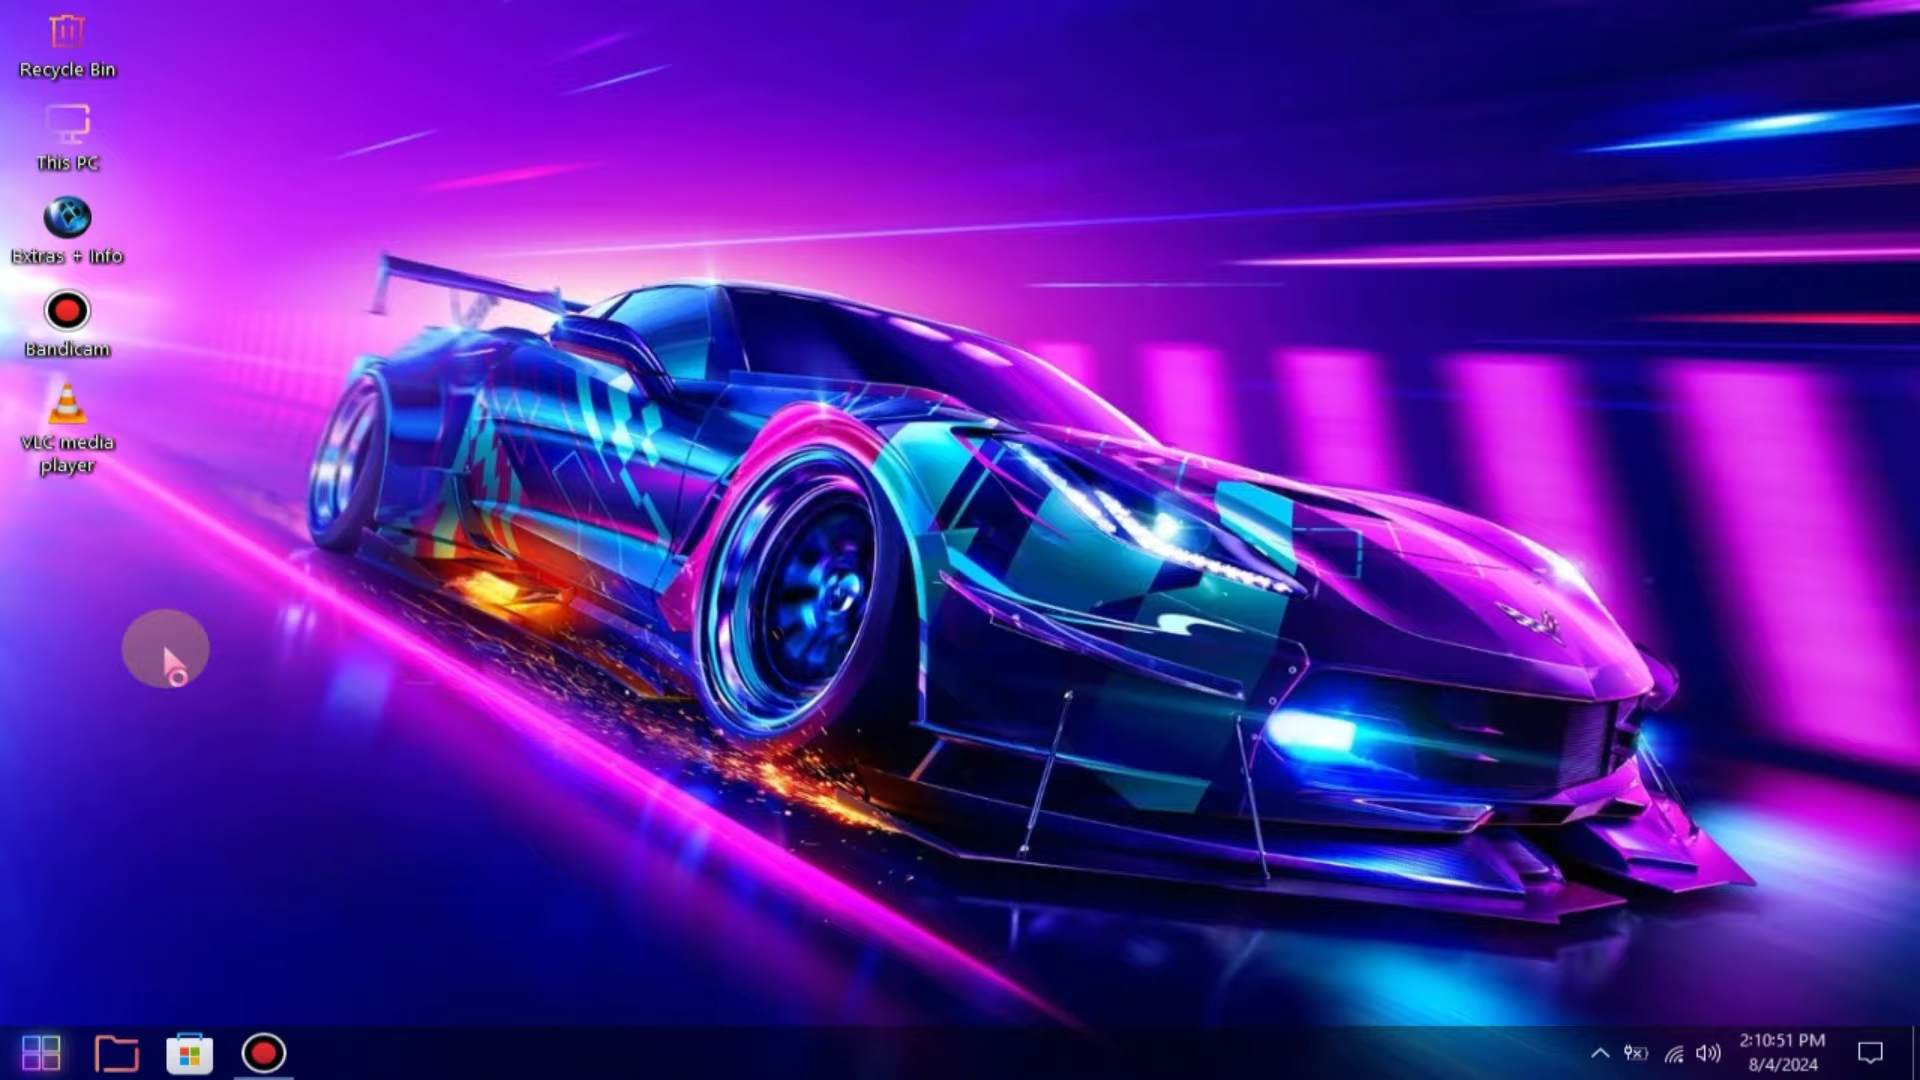 Recycle Bin
This PC
Extras + Info
Bandicam
VLC media
player
2:10:51 PM
8/4/2024